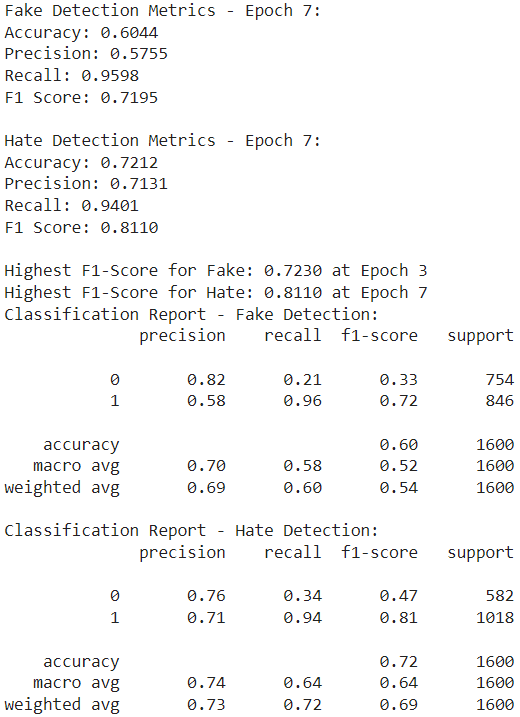 Fake Detection Metrics - Epoch 7:
Accuracy: 0.6044
Precision: 0.5755
Recall: 0.9598
F1 Score: 0.7195
Hate Detection Metrics - Epoch 7:
Accuracy: 0.7212
Precision: 0.7131
Recall: 0.9401
F1 Score: 0.8110
Highest F1-Score for Fake: 0.7230 at Epoch 3
Highest F1-Score for Hate: 0.8110 at Epoch 7
Classification Report - Fake Detection:
precision recall f1-score support
0 0.82 0.21 0.33 754
1 0.58 0.96 0.72 846
accuracy 0.60 1600
macro avg 0.70 0.58 0.52 1600
weighted avg 0.69 0.60 0.54 1600
Classification Report - Hate Detection:
precision recall f1-score support
0 0.76 0.34 0.47 582
1 0.71 0.94 0.81 1018
accuracy 0.72 1600
macro avg 0.74 0.64 0.64 1600
weighted avg 0.73 0.72 0.69 1600